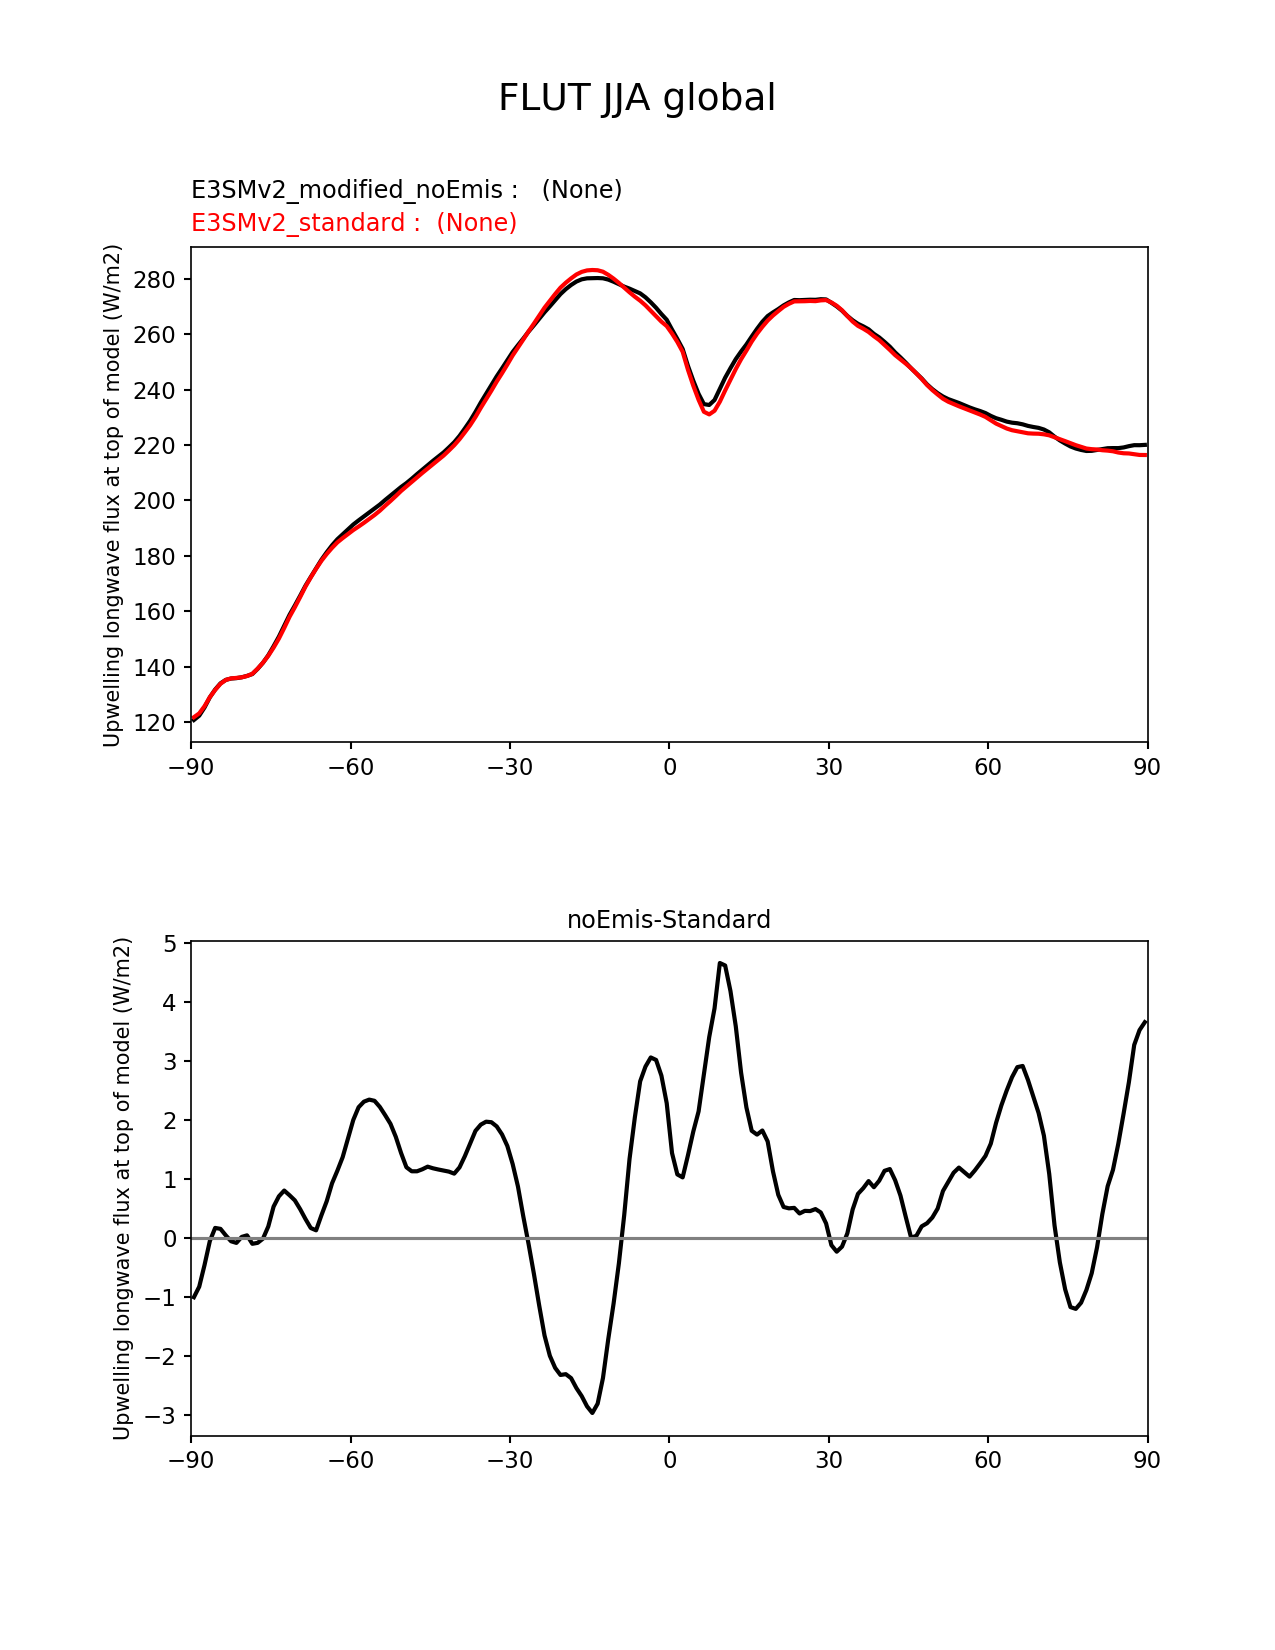 FLUT JJA global
E3SMv2_modified_noEmis :   (None)
E3SMv2_standard :  (None)
Upwelling longwave flux at top of model (W/m2)
280
260
240
220
200
180
160
140
120
−90 −60 −30 0 30 60 90
noEmis-Standard
Upwelling longwave flux at top of model (W/m2)
5
4
3
2
1
0
−1
−2
−3
−90 −60 −30 0 30 60 90